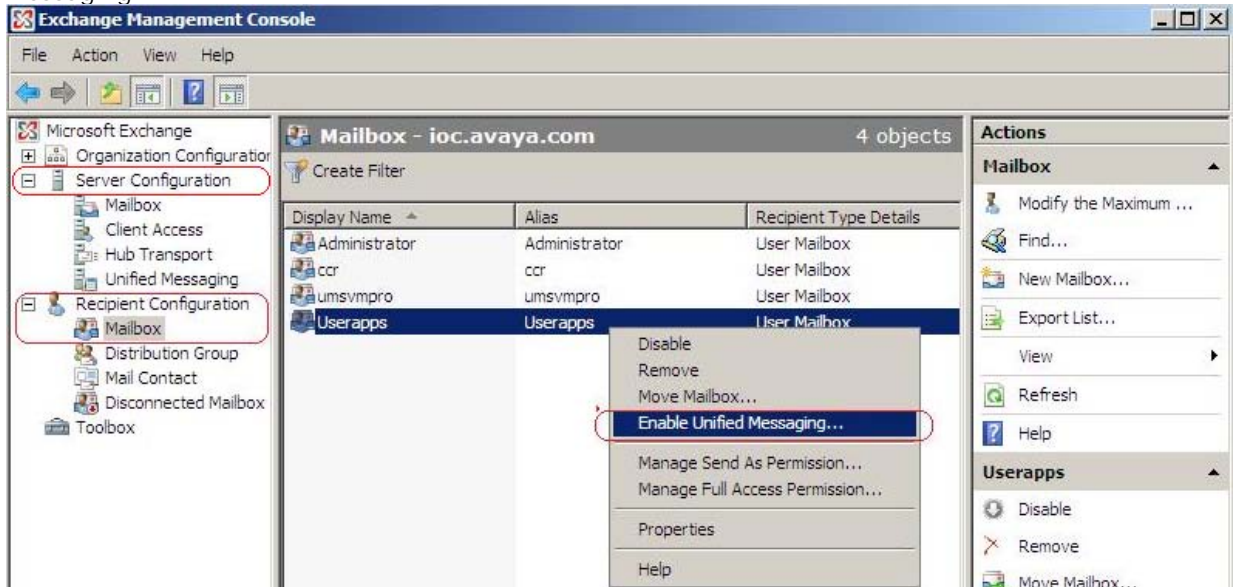 Exchange Management Console
File Action View Help
Microsoft Exchange
Organization Configuration
Server Configuration
Mailbox
Client Access
Hub Transport
Unified Messaging
Recipient Configuration
Mailbox
Distribution Group
Mail Contact
Disconnected Mailbox
Toolbox
Mailbox - ioc.avaya.com 4 objects
Create Filter
Display Name Alias Recipient Type Details
Administrator Administrator User Mailbox
ccr ccr User Mailbox
umsvmpro umsvmpro User Mailbox
Userapps Userapps User Mailbox
Disable
Remove
Move Mailbox...
Enable Unified Messaging...
Manage Send As Permission...
Manage Full Access Permission...
Properties
Help
Actions
Mailbox
Modify the Maximum ...
Find...
New Mailbox...
Export List...
View
Refresh
Help
Userapps
Disable
Remove
Move Mailbox...